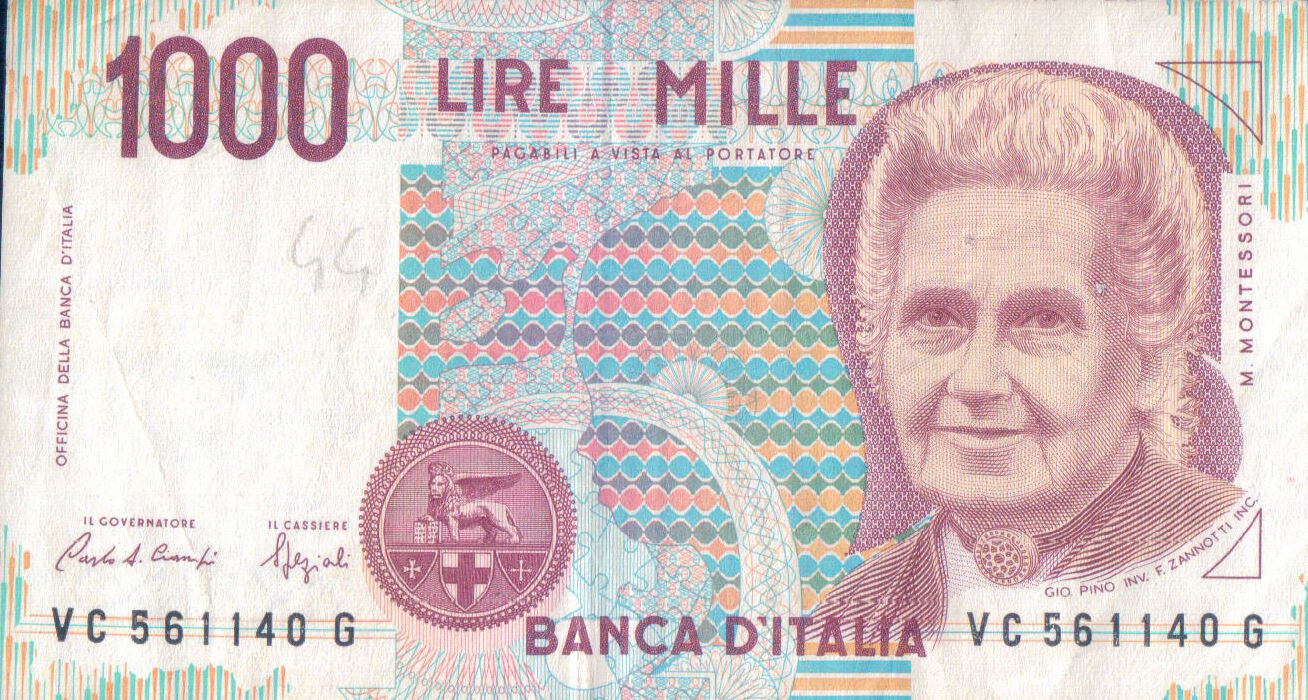 1000
LIRE MILLE
PAGABILI A VISTA AL PORTATORE
OFFICINA DELLA BANCA D'ITALIA
M. MONTESSORI
IL GOVERNATORE
IL CASSIERE
Carlo A. Ciampi
Speziali
GIO. PINO INV. F. ZANNOTTI INC.
VC 561140 G
VC 561140 G
BANCA D'ITALIA